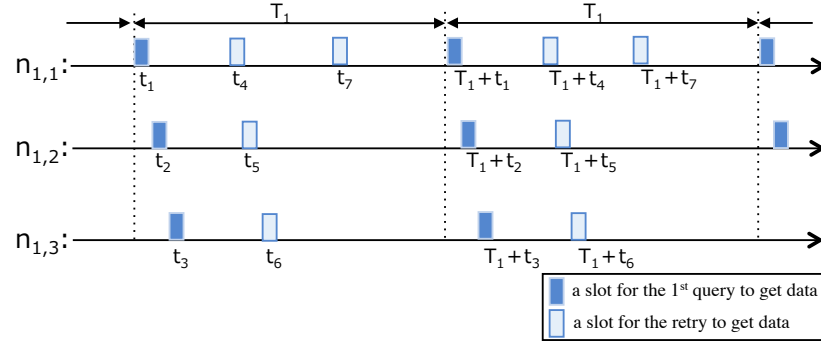 T₁ T₁
n₁,₁:
t₁ t₄ t₇ T₁+t₁ T₁+t₄ T₁+t₇
n₁,₂:
t₂ t₅ T₁+t₂ T₁+t₅
n₁,₃:
t₃ t₆ T₁+t₃ T₁+t₆
a slot for the 1ˢᵗ query to get data
a slot for the retry to get data